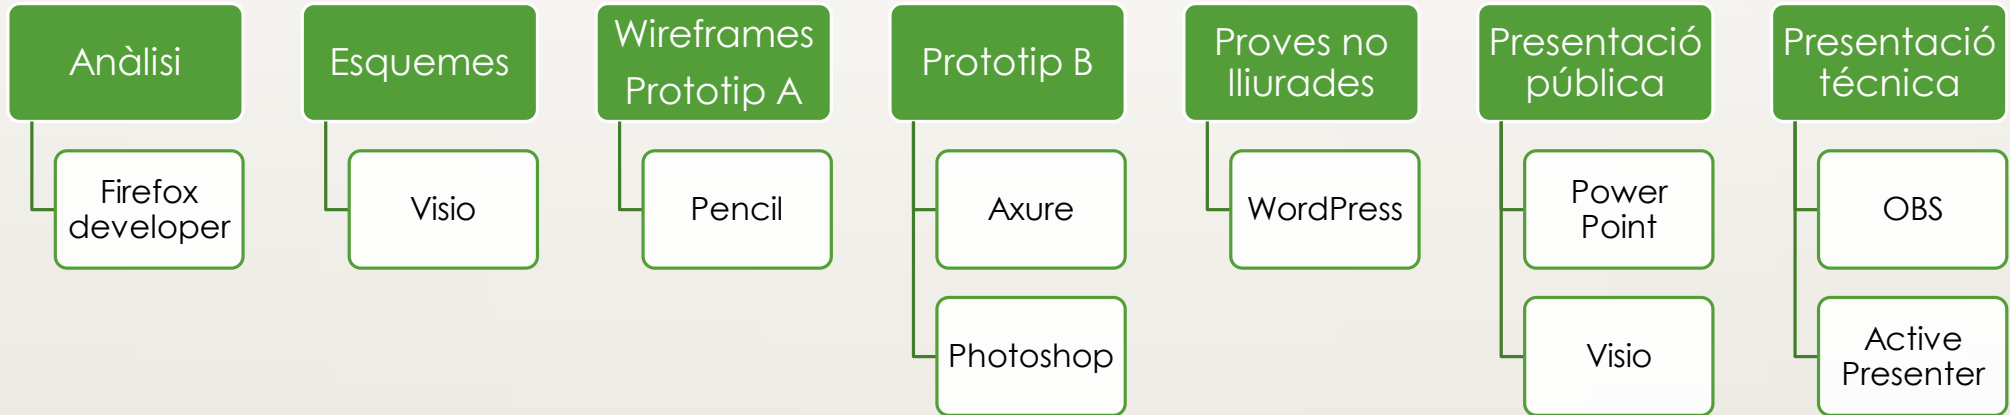 Anàlisi
Firefox
developer
Esquemes
Visio
Wireframes
Prototip A
Pencil
Prototip B
Axure
Photoshop
Proves no
lliurades
WordPress
Presentació
pública
Power
Point
Visio
Presentació
técnica
OBS
Active
Presenter